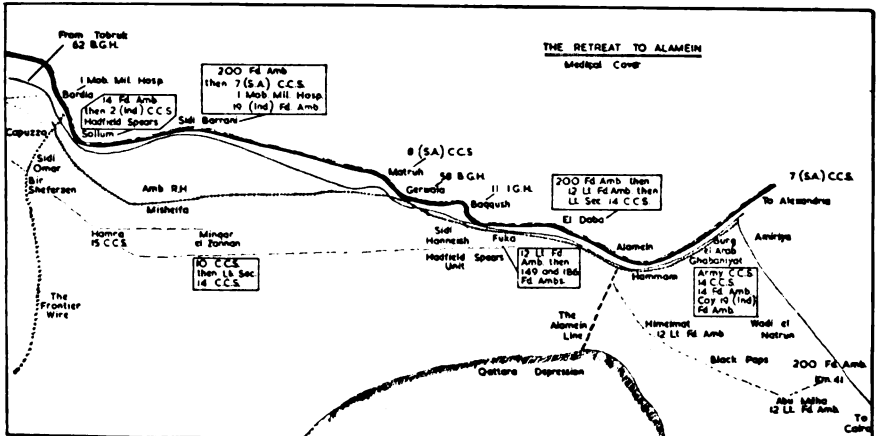 From Tobruk
62 B.G.H.
THE RETREAT TO ALAMEIN
Medical Cover
1 Mob. Mil. Hosp
Bardia
200 Fd. Amb
then 7 (S.A.) C.C.S.
1 Mob. Mil. Hosp.
19 (Ind) Fd. Amb.
14 Fd. Amb
then 2 (Ind) C.C.S
Hadfield Spears
Sollum
Sidi Barrani
Capuzzo
Sidi
Omar
Bir
Sheferzen
8 (S.A.) C.C.S
Matruh
58 B.G.H.
Gerwala
11 I.G.H.
Baqqush
200 Fd Amb. then
12 Lt. Fd Amb. then
Lt. Sec. 14 C.C.S.
El Daba
7 (S.A.) C.C.S.
To Alexandria
Amb R.H
Misheifa
Hamra
15 C.C.S.
Minqar
el Zannan
10 C.C.S.
then Lt. Sec.
14 C.C.S.
Sidi
Hanneish
Fuka
Hadfield Spears
Unit
12 Lt Fd
Amb. then
149 and 186
Fd Ambs.
Alamein
Hammam
Burg
El Arab
Ghabaniyat
Amiriya
Army C.C.S.
14 C.C.S.
14 Fd. Amb.
Coy 19 (Ind)
Fd Amb.
The
Frontier
Wire
The
Alamein
Line
Himeimat
12 Lt Fd Amb
Wadi el
Natrun
Black Pops
Qattara Depression
200 Fd Amb.
Km. 41
Abu Mitha
12 Lt. Fd Amb.
To
Cairo